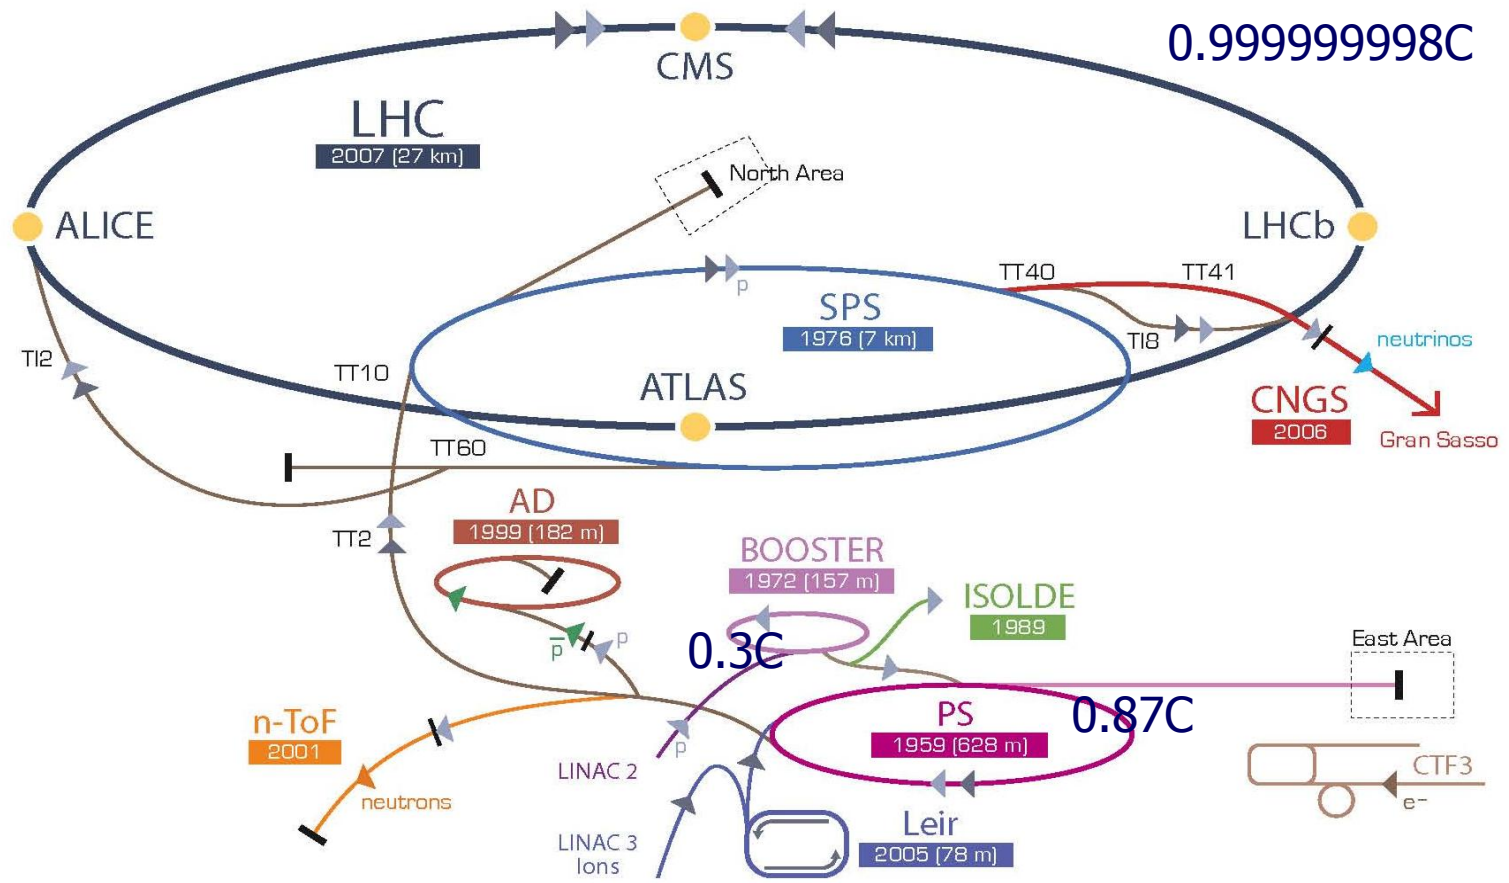 0.999999998C
CMS
LHC
2007 (27 km)
North Area
ALICE
LHCb
TT40
TT41
p
SPS
1976 (7 km)
TI8
neutrinos
TI2
TT10
ATLAS
CNGS
2006
Gran Sasso
TT60
AD
1999 (182 m)
TT2
BOOSTER
1972 (157 m)
ISOLDE
1989
p
p̅
0.3C
East Area
n-ToF
2001
PS
1959 (628 m)
0.87C
p
LINAC 2
neutrons
CTF3
e-
LINAC 3
Ions
Leir
2005 (78 m)